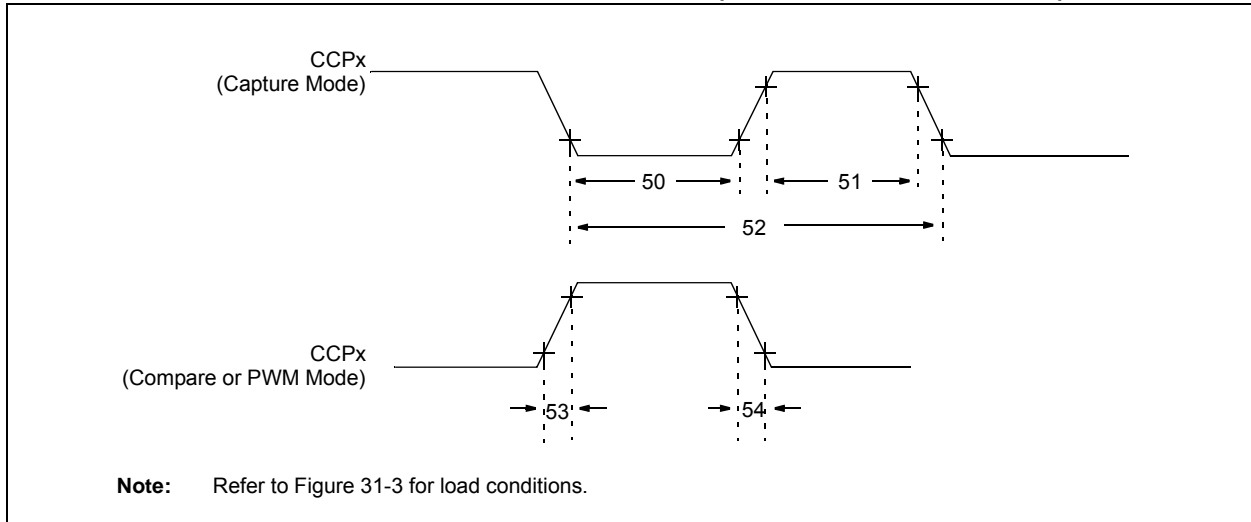 CCPx
(Capture Mode)
50
51
52
CCPx
(Compare or PWM Mode)
53
54
Note: Refer to Figure 31-3 for load conditions.